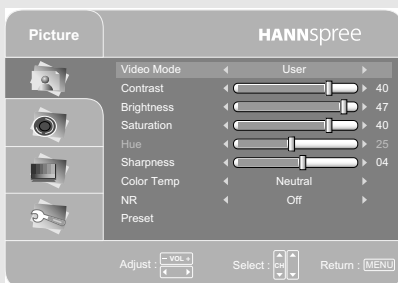 Picture HANNspree
Video Mode User
Contrast 40
Brightness 47
Saturation 40
Hue 25
Sharpness 04
Color Temp Neutral
NR Off
Preset
Adjust : − VOL + Select : CH Return : MENU